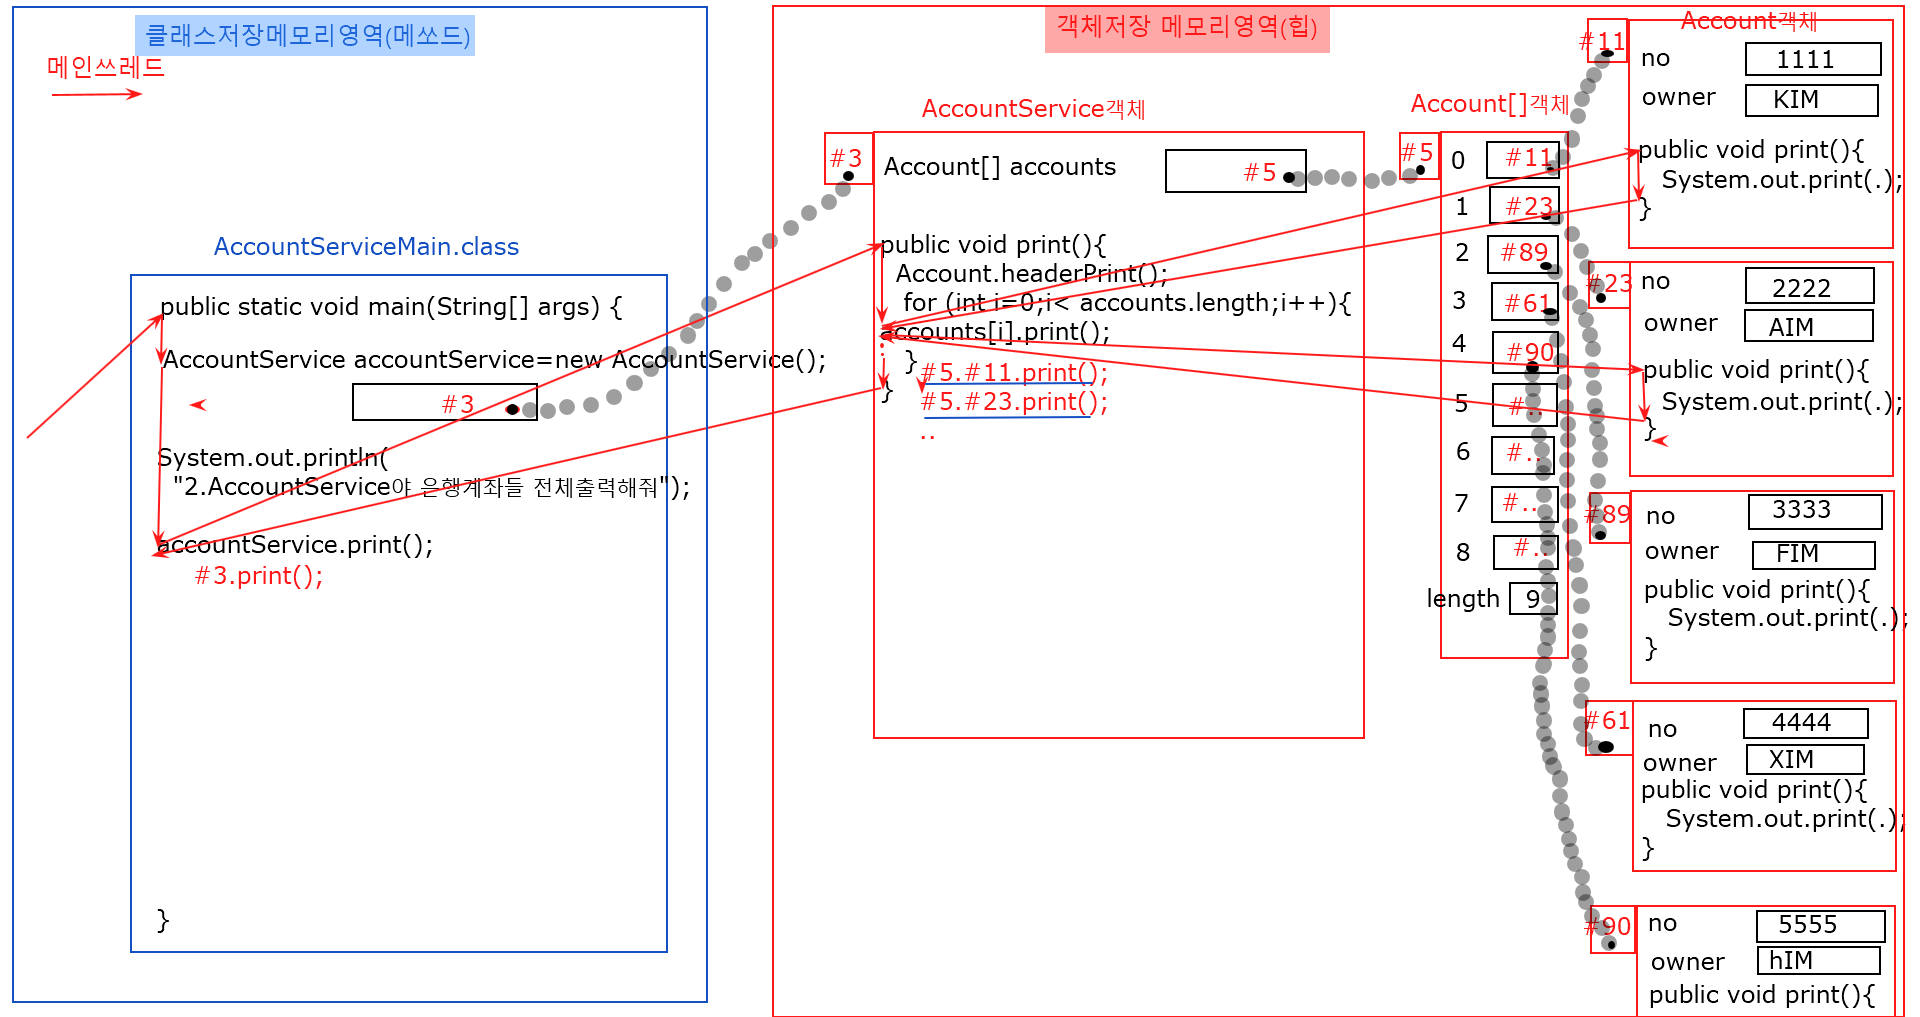 클래스저장메모리영역(메쏘드)
메인쓰레드
AccountServiceMain.class
public static void main(String[] args) {
AccountService accountService=new AccountService();
#3
System.out.println(
"2.AccountService야 은행계좌들 전체출력해줘");
accountService.print();
#3.print();
}
객체저장 메모리영역(힙)
AccountService객체
#3
Account[] accounts
#5
public void print(){
Account.headerPrint();
for (int i=0;i< accounts.length;i++){
accounts[i].print();
}
#5.#11.print();
}
#5.#23.print();
..
Account[]객체
#5
0 #11
1 #23
2 #89
3 #61
4 #90
5 #..
6 #..
7 #..
8 #..
length 9
Account객체
#11
no 1111
owner KIM
public void print(){
System.out.print(.);
}
#23
no 2222
owner AIM
public void print(){
System.out.print(.);
}
#89
no 3333
owner FIM
public void print(){
System.out.print(.);
}
#61
no 4444
owner XIM
public void print(){
System.out.print(.);
}
#90
no 5555
owner hIM
public void print(){